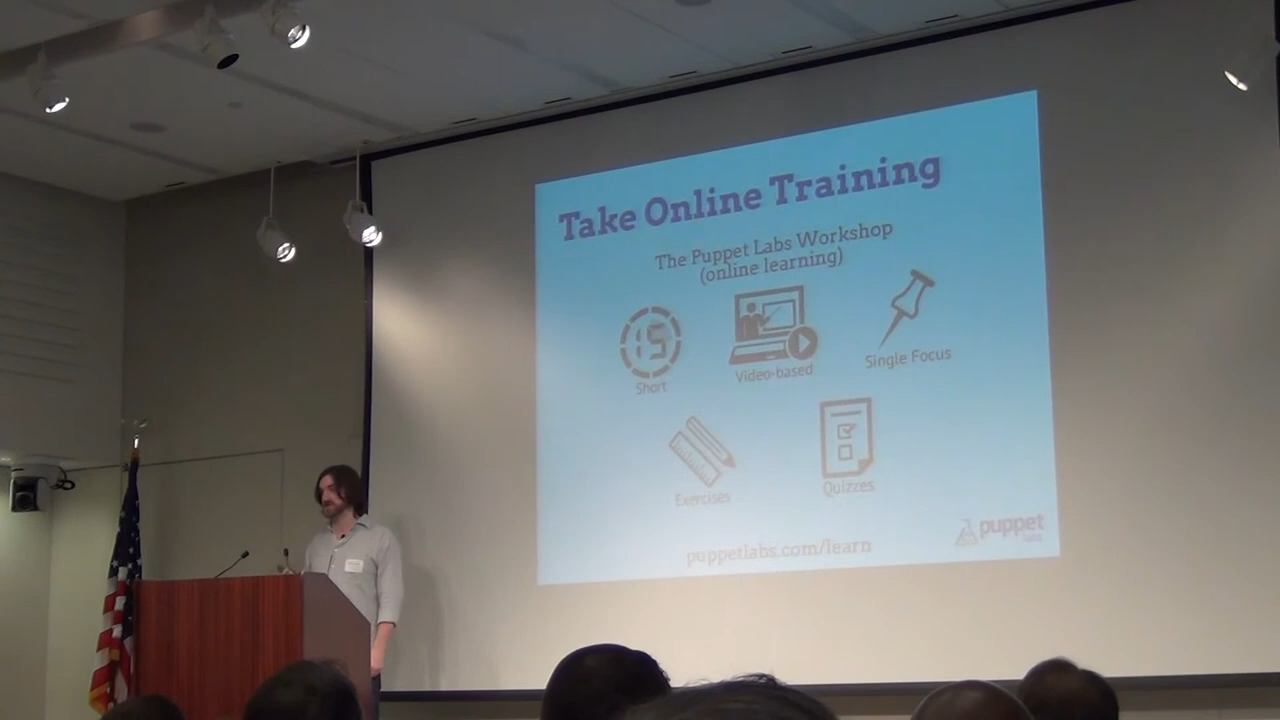 Take Online Training
The Puppet Labs Workshop
(online learning)
15
Short
Video-based
Single Focus
Exercises
Quizzes
puppetlabs.com/learn
puppet
labs